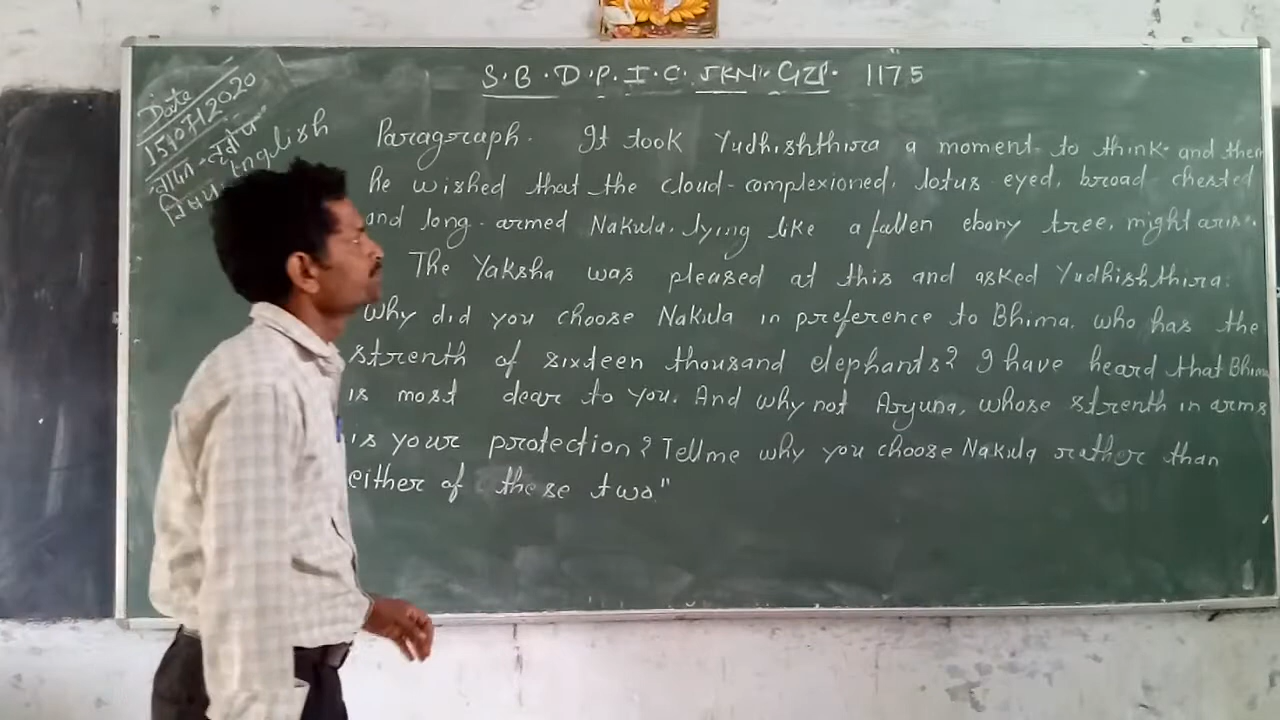 S.B.D.P.I.C. JKN. GZP. 1175
Date
15/07/2020
विषय- English
Paragraph. It took Yudhishthira a moment to think and then
he wished that the cloud-complexioned, lotus eyed, broad chested
and long-armed Nakula, lying like a fallen ebony tree, might arise.
The Yaksha was pleased at this and asked Yudhishthira:
Why did you choose Nakula in preference to Bhima, who has the
strenth of sixteen thousand elephants? I have heard that Bhima
is most dear to you. And why not Arjuna, whose strenth in arms
is your protection? Tell me why you choose Nakula rather than
either of these two."